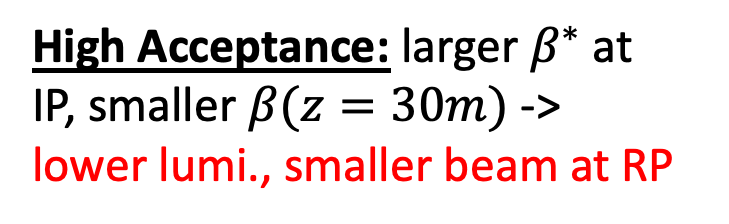 High Acceptance: larger β* at
IP, smaller β(z = 30m) ->
lower lumi., smaller beam at RP